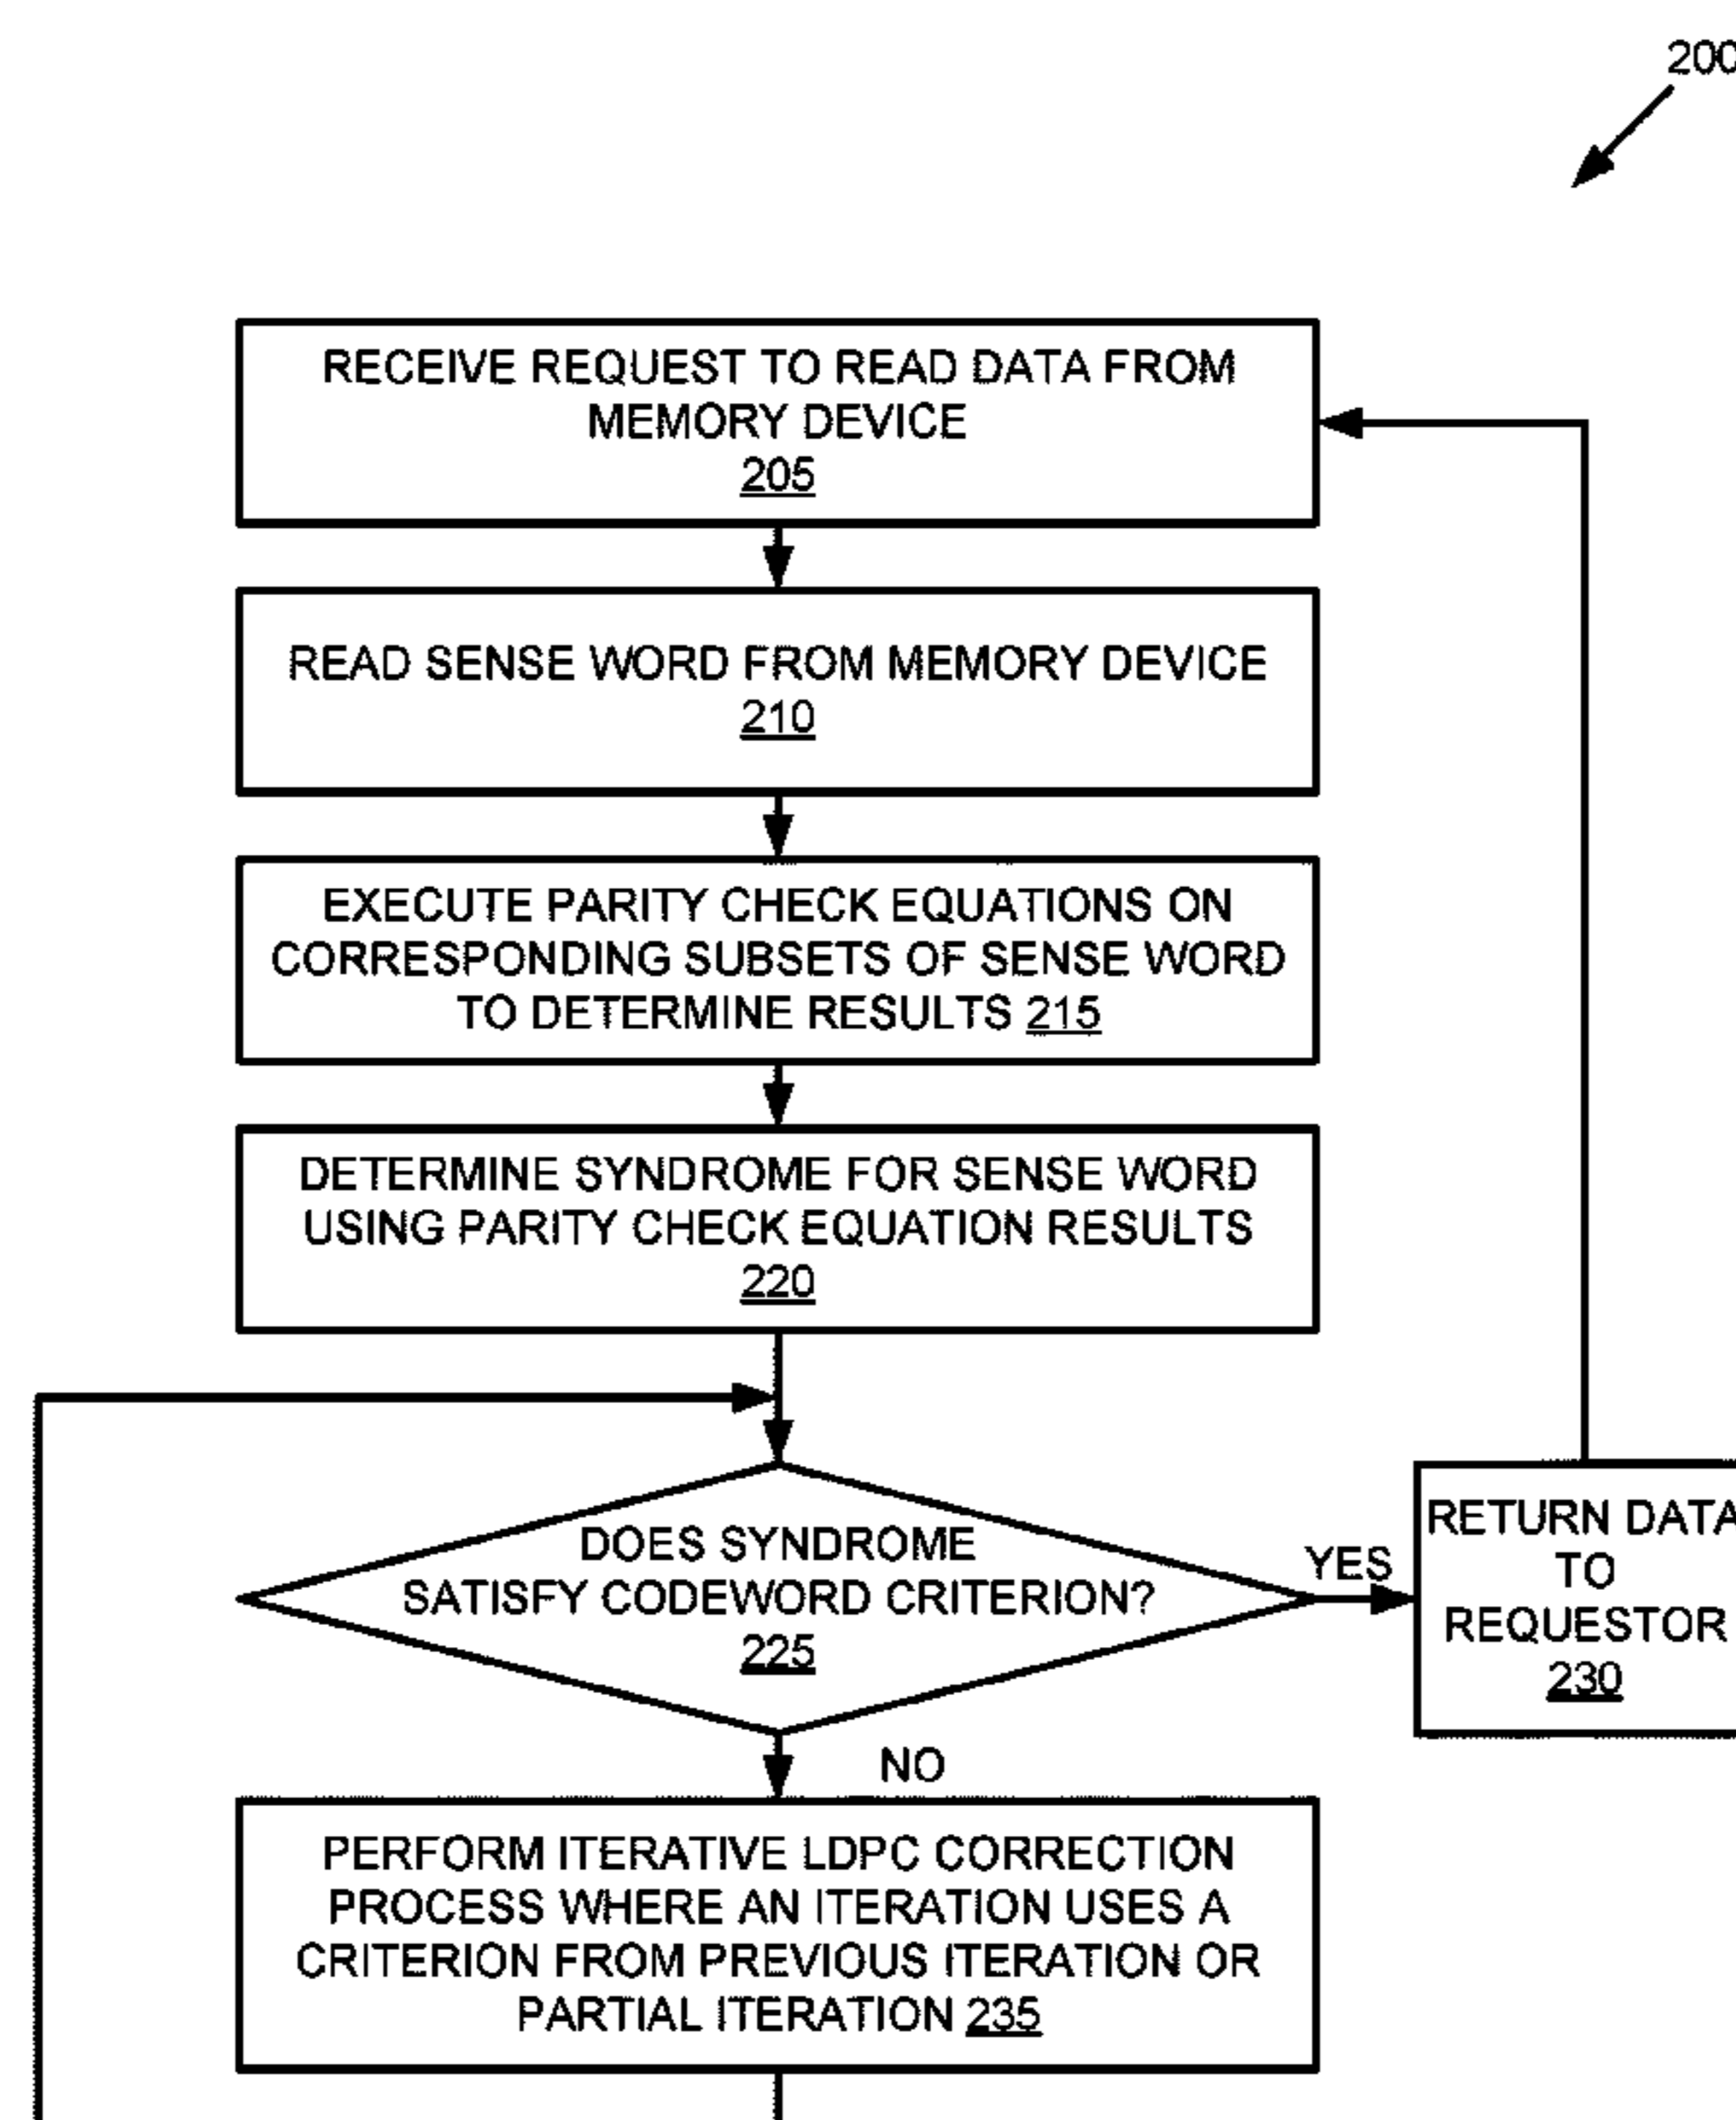 200
RECEIVE REQUEST TO READ DATA FROM
MEMORY DEVICE
205
READ SENSE WORD FROM MEMORY DEVICE
210
EXECUTE PARITY CHECK EQUATIONS ON
CORRESPONDING SUBSETS OF SENSE WORD
TO DETERMINE RESULTS 215
DETERMINE SYNDROME FOR SENSE WORD
USING PARITY CHECK EQUATION RESULTS
220
DOES SYNDROME
SATISFY CODEWORD CRITERION?
225
YES
RETURN DATA
TO
REQUESTOR
230
NO
PERFORM ITERATIVE LDPC CORRECTION
PROCESS WHERE AN ITERATION USES A
CRITERION FROM PREVIOUS ITERATION OR
PARTIAL ITERATION 235